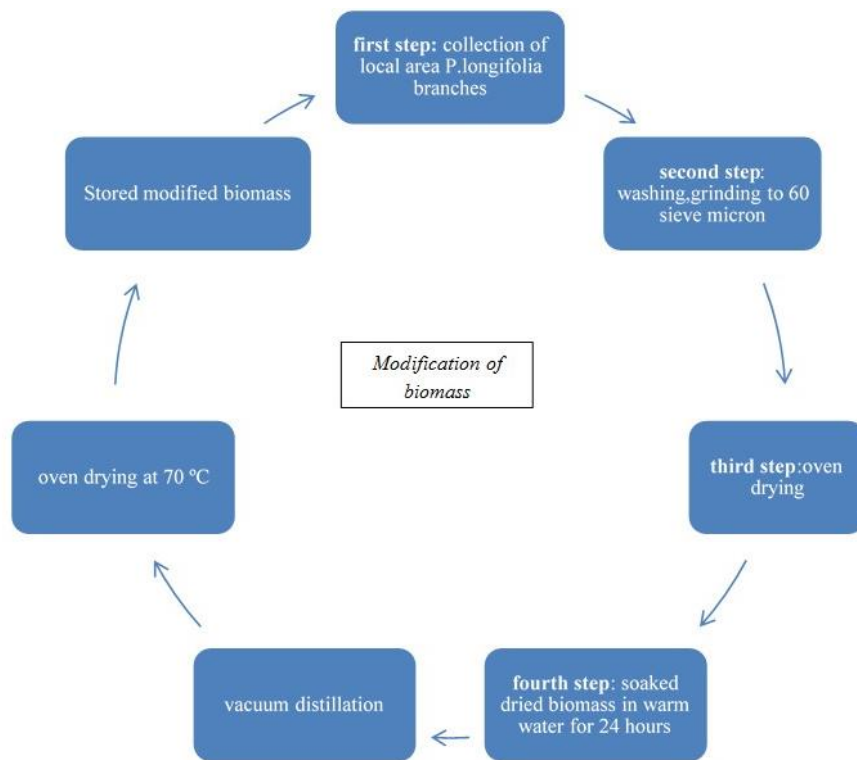 first step: collection of
local area P.longifolia
branches
second step:
washing,grinding to 60
sieve micron
third step:oven
drying
fourth step: soaked
dried biomass in warm
water for 24 hours
vacuum distillation
oven drying at 70 ºC
Stored modified biomass
Modification of
biomass